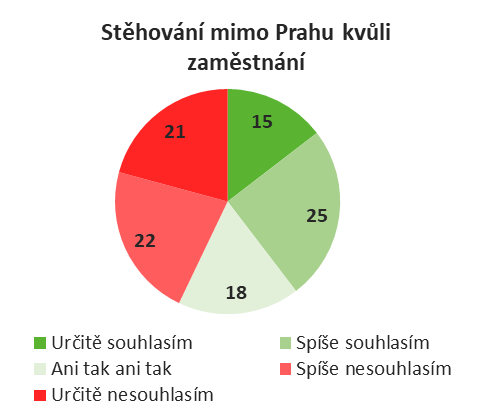 Stěhování mimo Prahu kvůli
zaměstnání
15
25
18
22
21
Určitě souhlasím
Spíše souhlasím
Ani tak ani tak
Spíše nesouhlasím
Určitě nesouhlasím